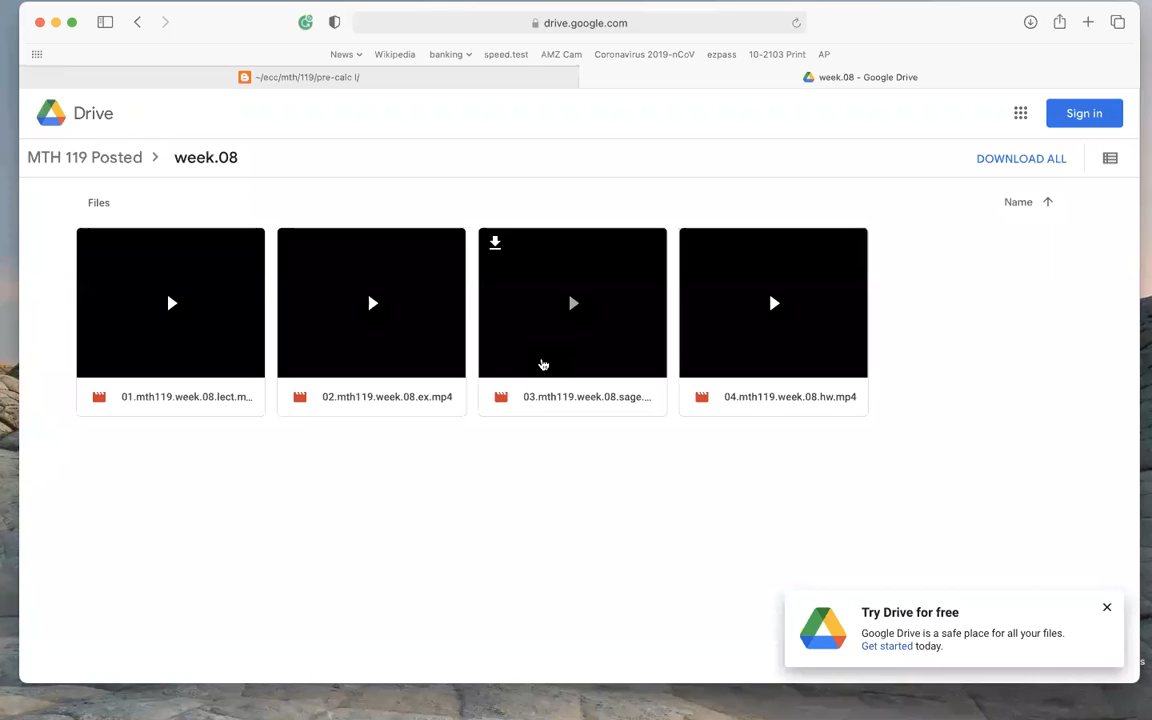 drive.google.com
News Wikipedia banking speed.test AMZ Cam Coronavirus 2019-nCoV ezpass 10-2103 Print AP
~/ecc/mth/119/pre-calc I/
week.08 - Google Drive
Drive
Sign in
MTH 119 Posted > week.08
DOWNLOAD ALL
Files
Name
01.mth119.week.08.lect.m...
02.mth119.week.08.ex.mp4
03.mth119.week.08.sage....
04.mth119.week.08.hw.mp4
Try Drive for free
Google Drive is a safe place for all your files.
Get started today.